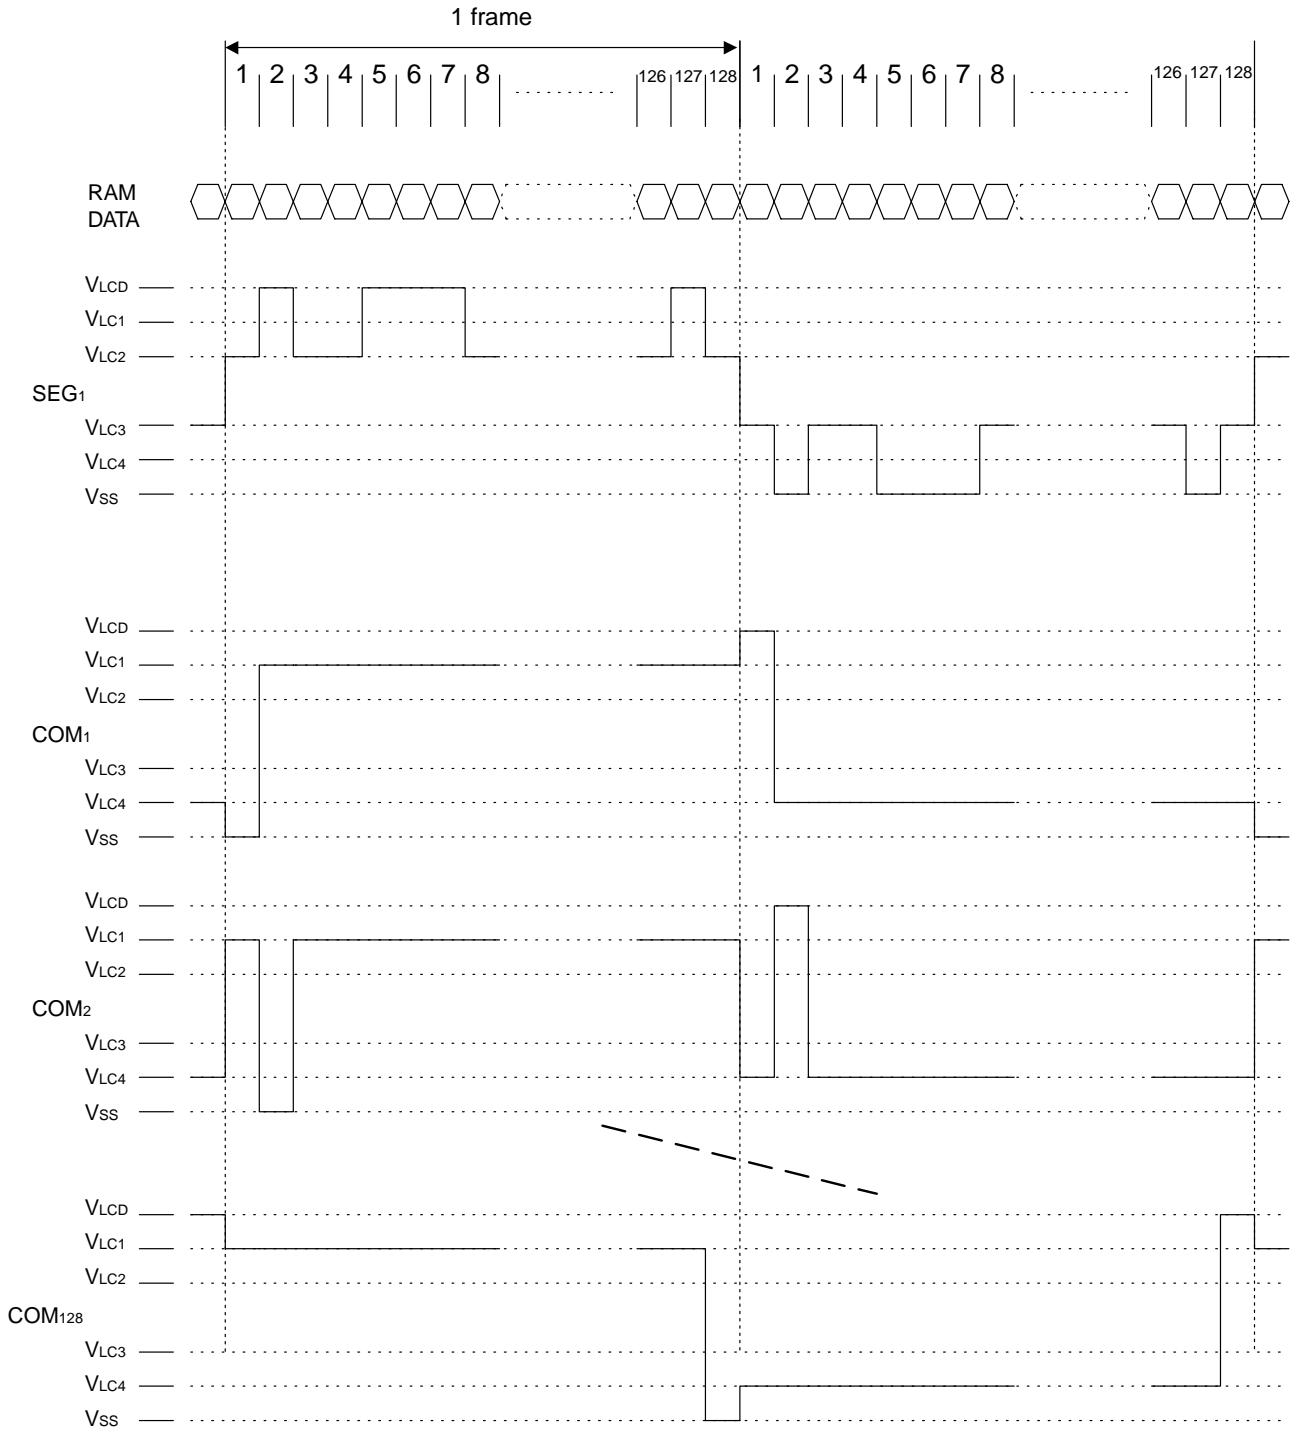 1 frame
1 2 3 4 5 6 7 8 126 127 128 1 2 3 4 5 6 7 8 126 127 128
RAM
DATA
VLCD
VLC1
VLC2
SEG1
VLC3
VLC4
VSS
VLCD
VLC1
VLC2
COM1
VLC3
VLC4
VSS
VLCD
VLC1
VLC2
COM2
VLC3
VLC4
VSS
VLCD
VLC1
VLC2
COM128
VLC3
VLC4
VSS